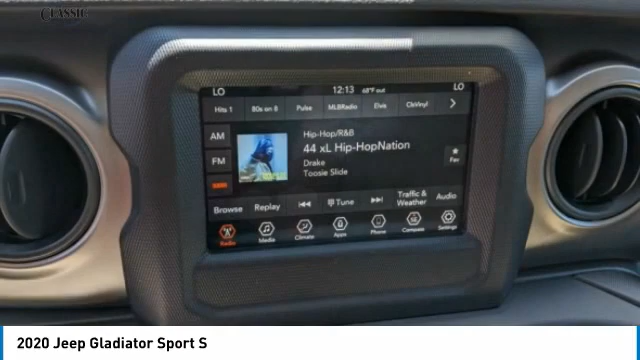 CLASSIC
LO 12:13 68°F out LO
Hits 1 80s on 8 Pulse MLBRadio Elvis ClsVinyl
AM
FM
Hip-Hop/R&B
44 xL Hip-HopNation
Drake
Toosie Slide
Fav
Browse Replay Tune Traffic & Weather Audio
Radio Media Climate Apps Phone Compass Settings
2020 Jeep Gladiator Sport S